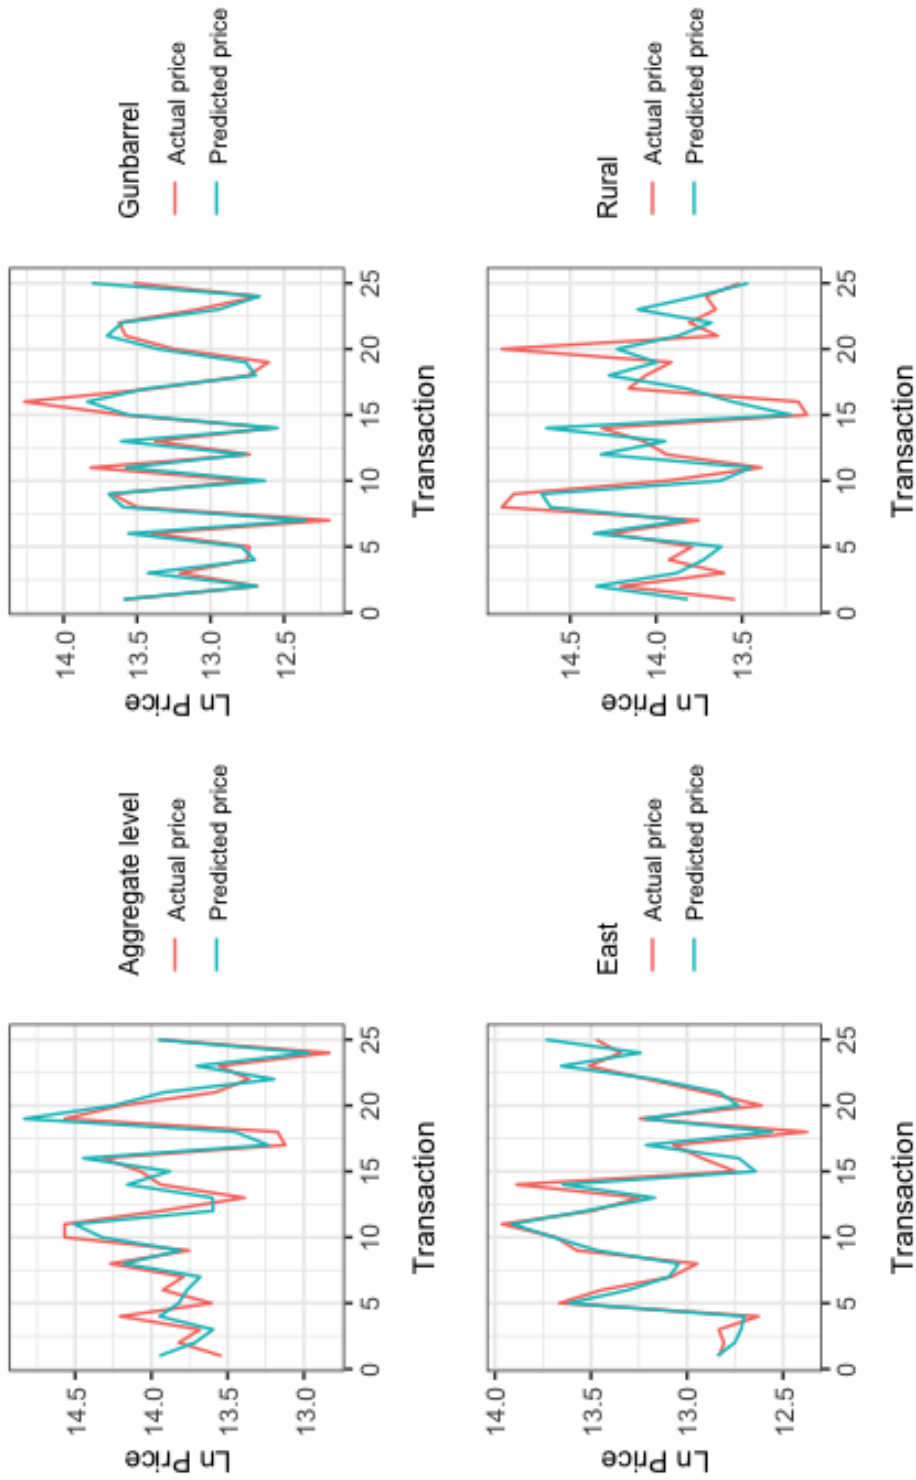 Aggregate level
Actual price
Predicted price
Ln Price
14.5
14.0
13.5
13.0
0
5
10
15
20
25
Transaction
Gunbarrel
Actual price
Predicted price
Ln Price
14.0
13.5
13.0
12.5
0
5
10
15
20
25
Transaction
East
Actual price
Predicted price
Ln Price
14.0
13.5
13.0
12.5
0
5
10
15
20
25
Transaction
Rural
Actual price
Predicted price
Ln Price
14.5
14.0
13.5
0
5
10
15
20
25
Transaction